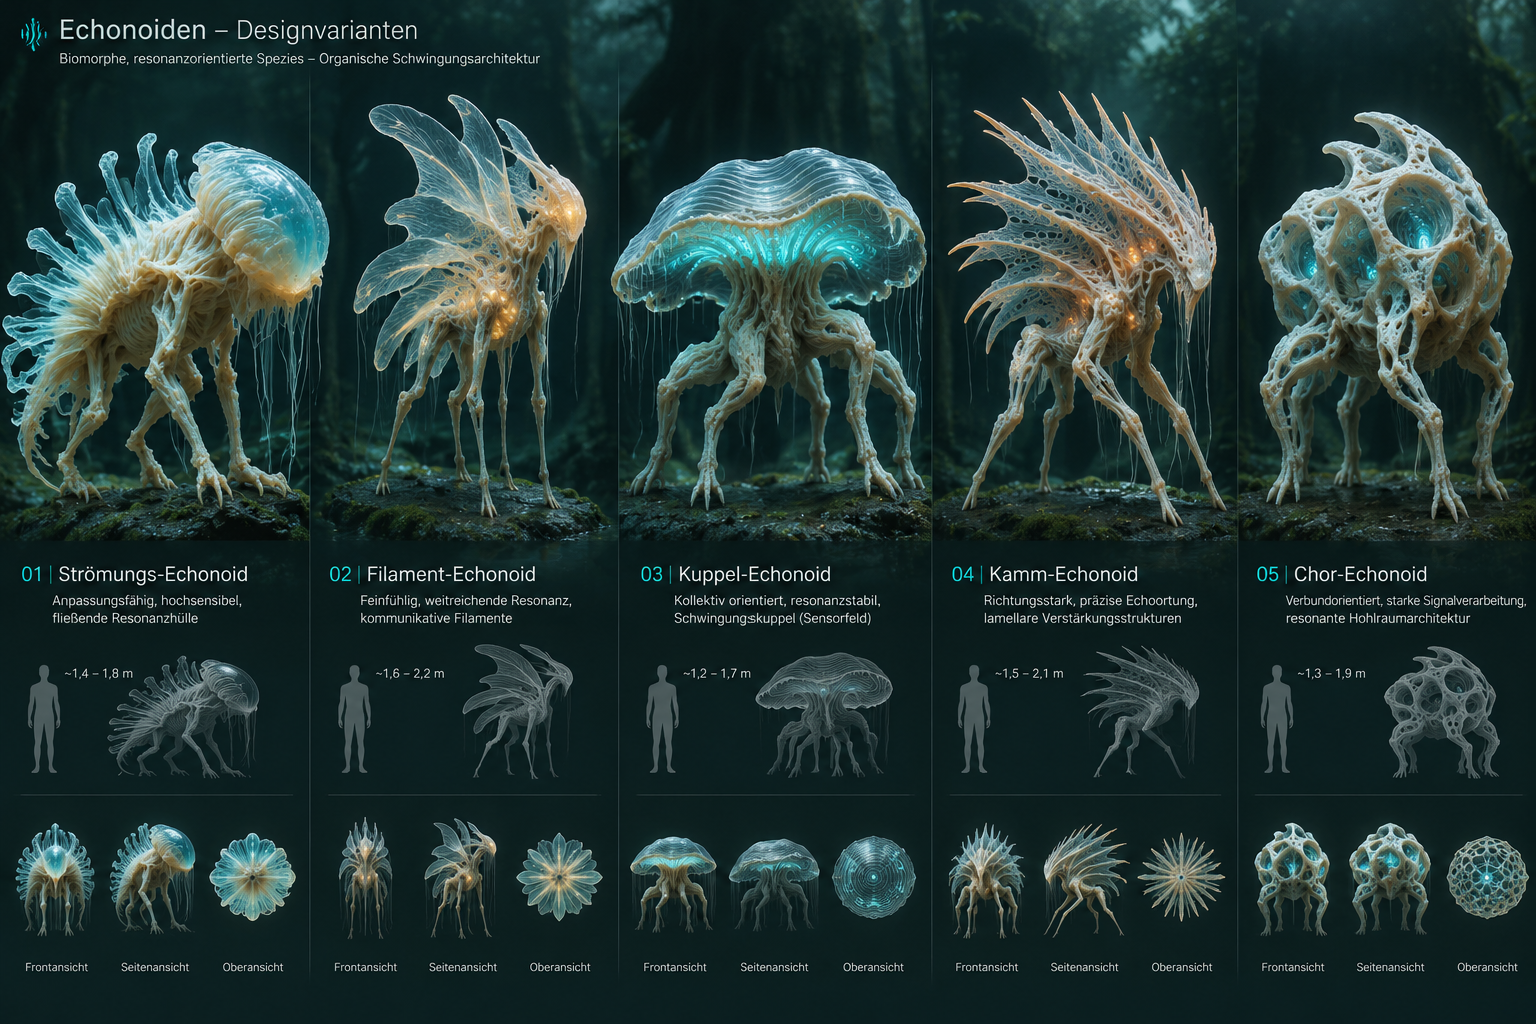 Echonoiden – Designvarianten
Biomorphe, resonanzorientierte Spezies – Organische Schwingungsarchitektur
01 | Strömungs-Echonoid
Anpassungsfähig, hochsensibel,
fließende Resonanzhülle
~1,4 – 1,8 m
Frontansicht Seitenansicht Oberansicht
02 | Filament-Echonoid
Feinfühlig, weitreichende Resonanz,
kommunikative Filamente
~1,6 – 2,2 m
Frontansicht Seitenansicht Oberansicht
03 | Kuppel-Echonoid
Kollektiv orientiert, resonanzstabil,
Schwingungskuppel (Sensorfeld)
~1,2 – 1,7 m
Frontansicht Seitenansicht Oberansicht
04 | Kamm-Echonoid
Richtungsstark, präzise Echoortung,
lamellare Verstärkungsstrukturen
~1,5 – 2,1 m
Frontansicht Seitenansicht Oberansicht
05 | Chor-Echonoid
Verbundorientiert, starke Signalverarbeitung,
resonante Hohlraumarchitektur
~1,3 – 1,9 m
Frontansicht Seitenansicht Oberansicht